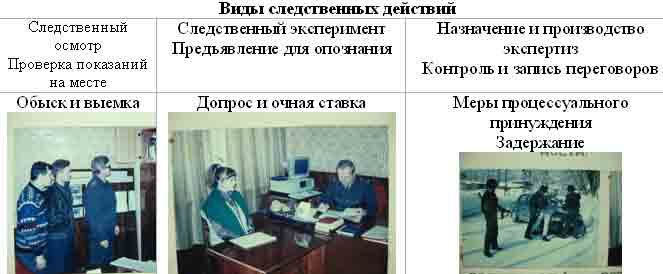 Виды следственных действий
Следственный
осмотр
Проверка показаний
на месте
Следственный эксперимент
Предьявление для опознания
Назначение и производство
экспертиз
Контроль и запись переговоров
Обыск и выемка
Допрос и очная ставка
Меры процессуального
принуждения
Задержание